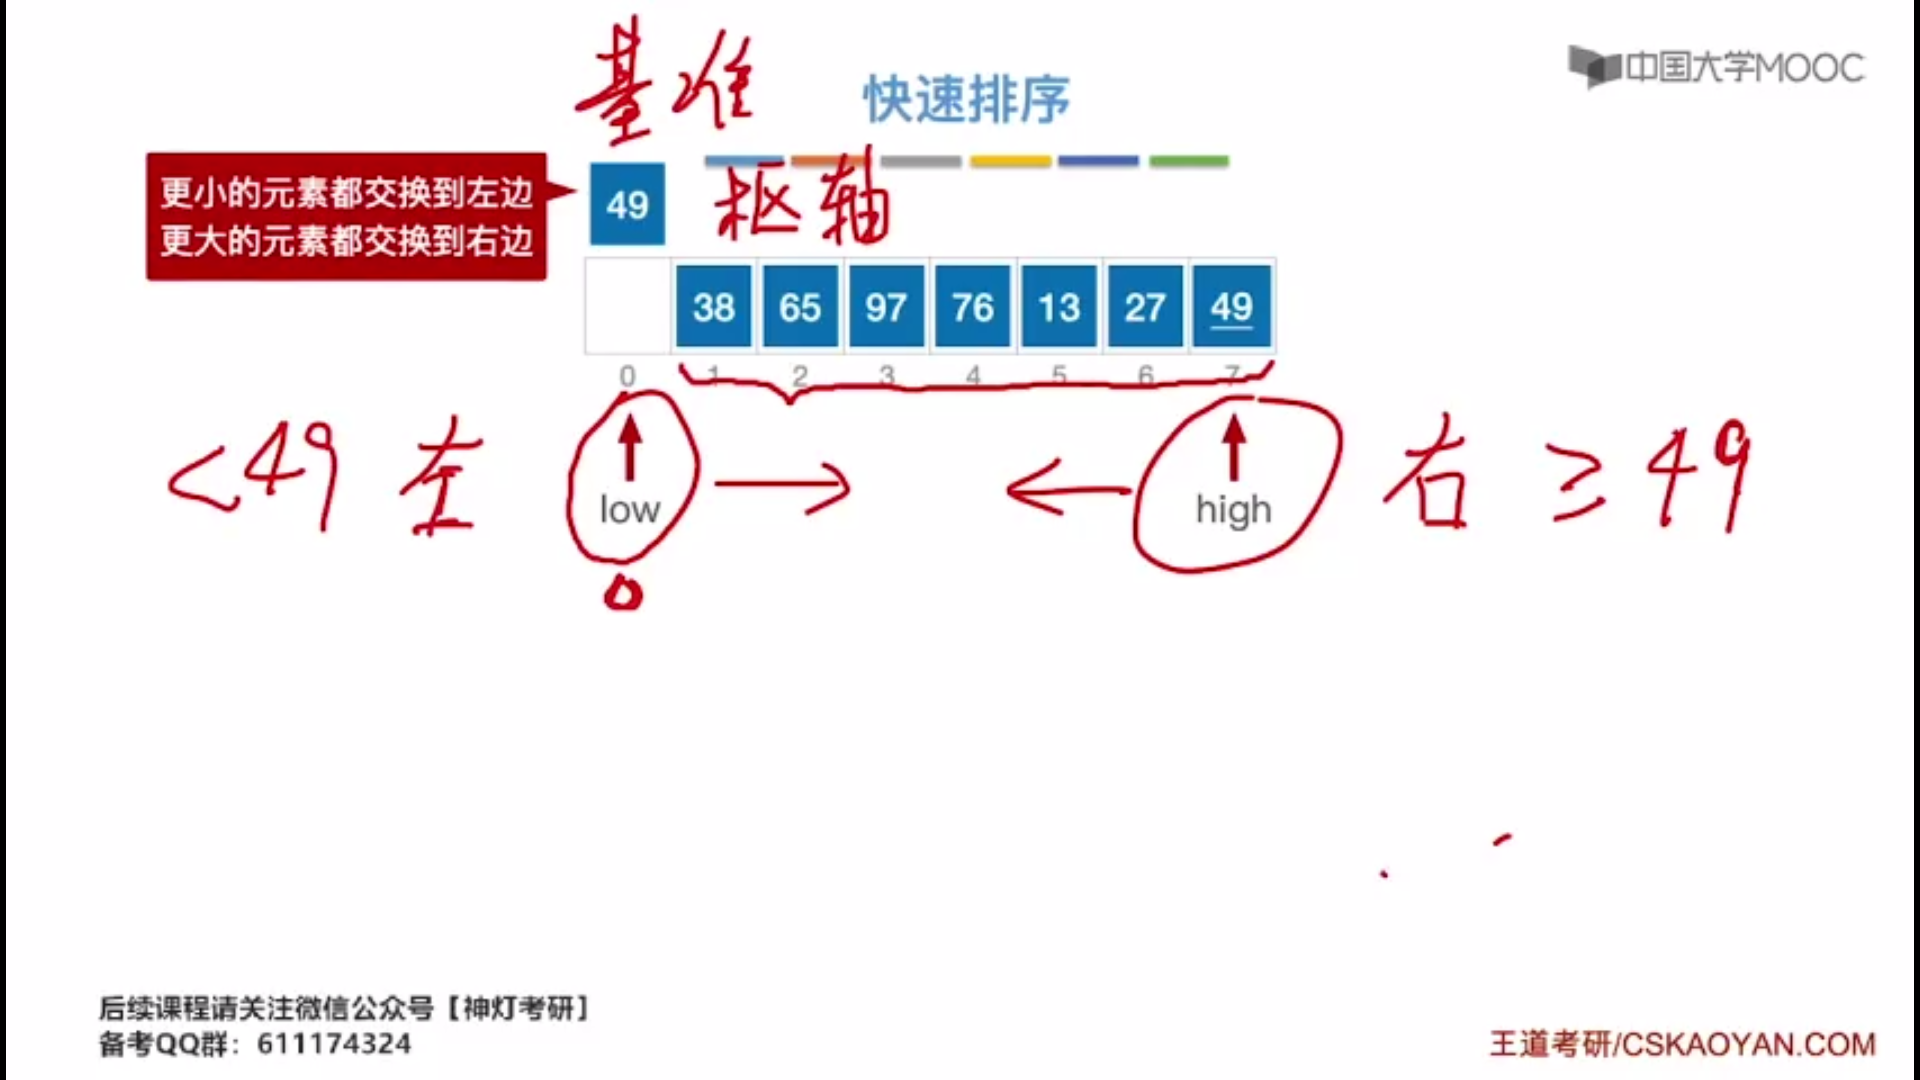 中国大学MOOC
基准
快速排序
更小的元素都交换到左边
更大的元素都交换到右边
49
枢轴
38 65 97 76 13 27 49
0 1 2 3 4 5 6 7
<49 左
low
high
右 ≥49
0
后续课程请关注微信公众号【神灯考研】
备考QQ群：611174324
王道考研/CSKAOYAN.COM